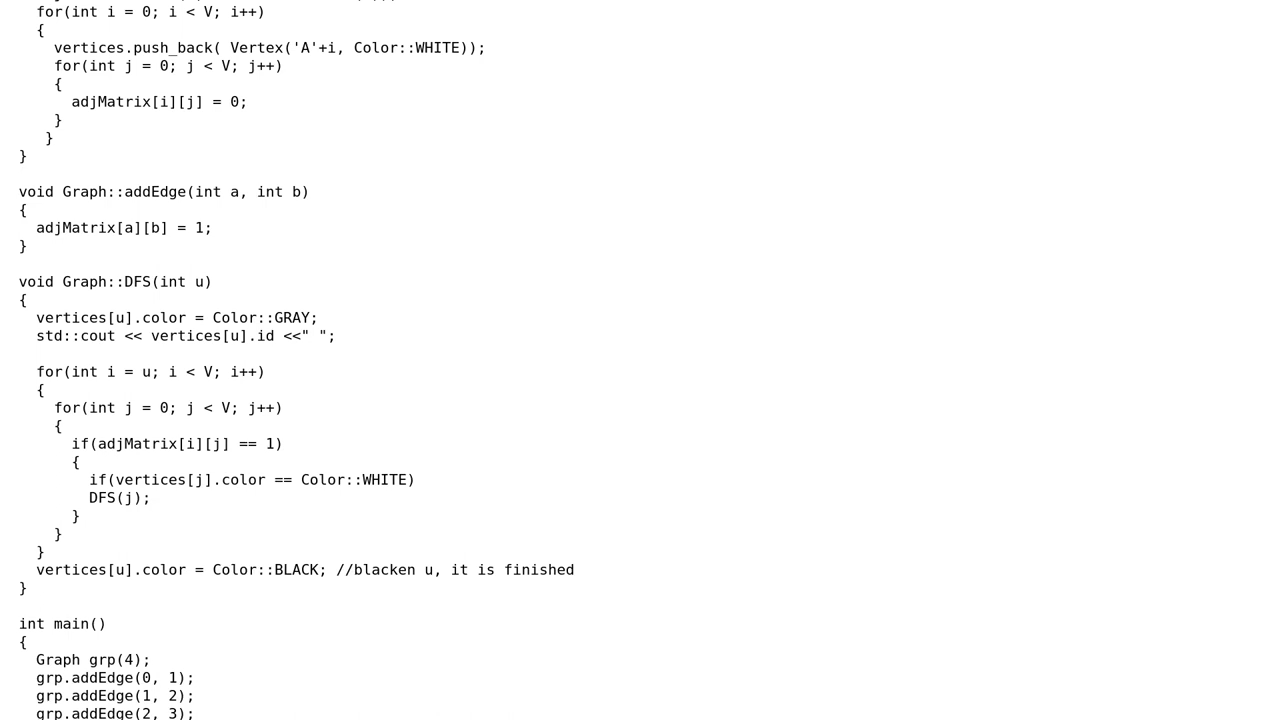 for(int i = 0; i < V; i++)
{
vertices.push_back( Vertex('A'+i, Color::WHITE));
for(int j = 0; j < V; j++)
{
adjMatrix[i][j] = 0;
}
}
}
void Graph::addEdge(int a, int b)
{
adjMatrix[a][b] = 1;
}
void Graph::DFS(int u)
{
vertices[u].color = Color::GRAY;
std::cout << vertices[u].id <<" ";
for(int i = u; i < V; i++)
{
for(int j = 0; j < V; j++)
{
if(adjMatrix[i][j] == 1)
{
if(vertices[j].color == Color::WHITE)
DFS(j);
}
}
}
vertices[u].color = Color::BLACK; //blacken u, it is finished
}
int main()
{
Graph grp(4);
grp.addEdge(0, 1);
grp.addEdge(1, 2);
grp.addEdge(2, 3);